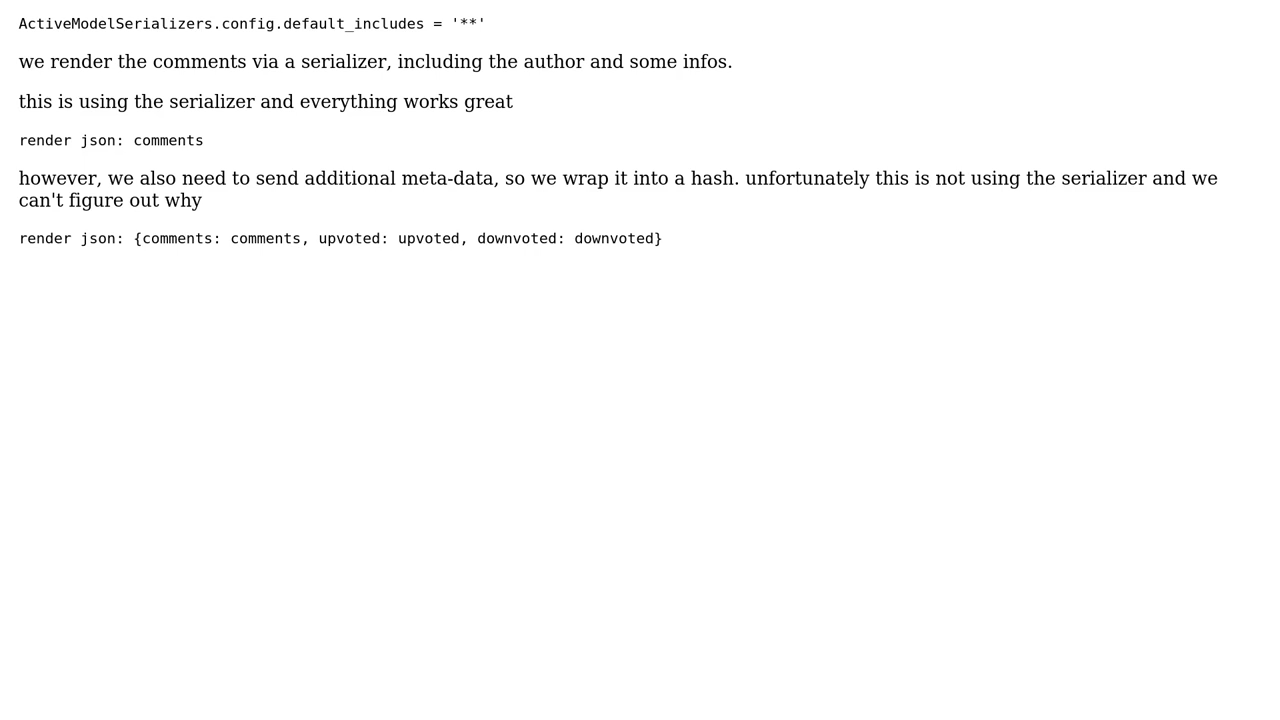 ActiveModelSerializers.config.default_includes = '**'
we render the comments via a serializer, including the author and some infos.
this is using the serializer and everything works great
render json: comments
however, we also need to send additional meta-data, so we wrap it into a hash. unfortunately this is not using the serializer and we
can't figure out why
render json: {comments: comments, upvoted: upvoted, downvoted: downvoted}